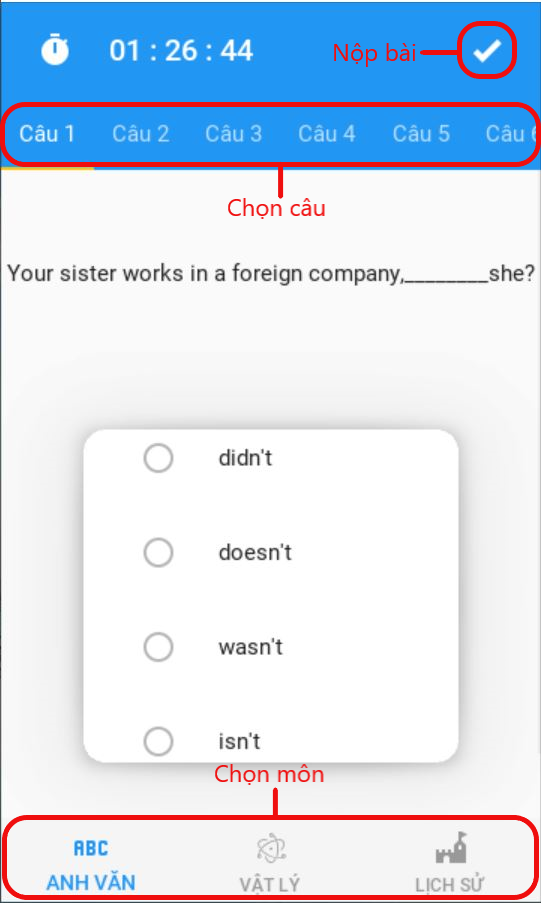 01 : 26 : 44
Nộp bài
Câu 1 Câu 2 Câu 3 Câu 4 Câu 5 Câu 6
Chọn câu
Your sister works in a foreign company,________she?
didn't
doesn't
wasn't
isn't
Chọn môn
ABC
ANH VĂN VẬT LÝ LỊCH SỬ